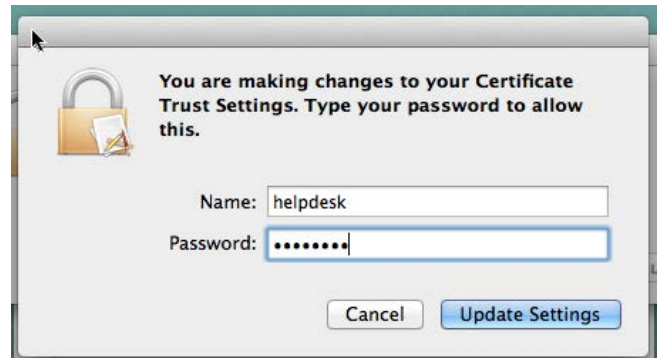 You are making changes to your Certificate
Trust Settings. Type your password to allow
this.
Name: helpdesk
Password: ••••••••
Cancel Update Settings